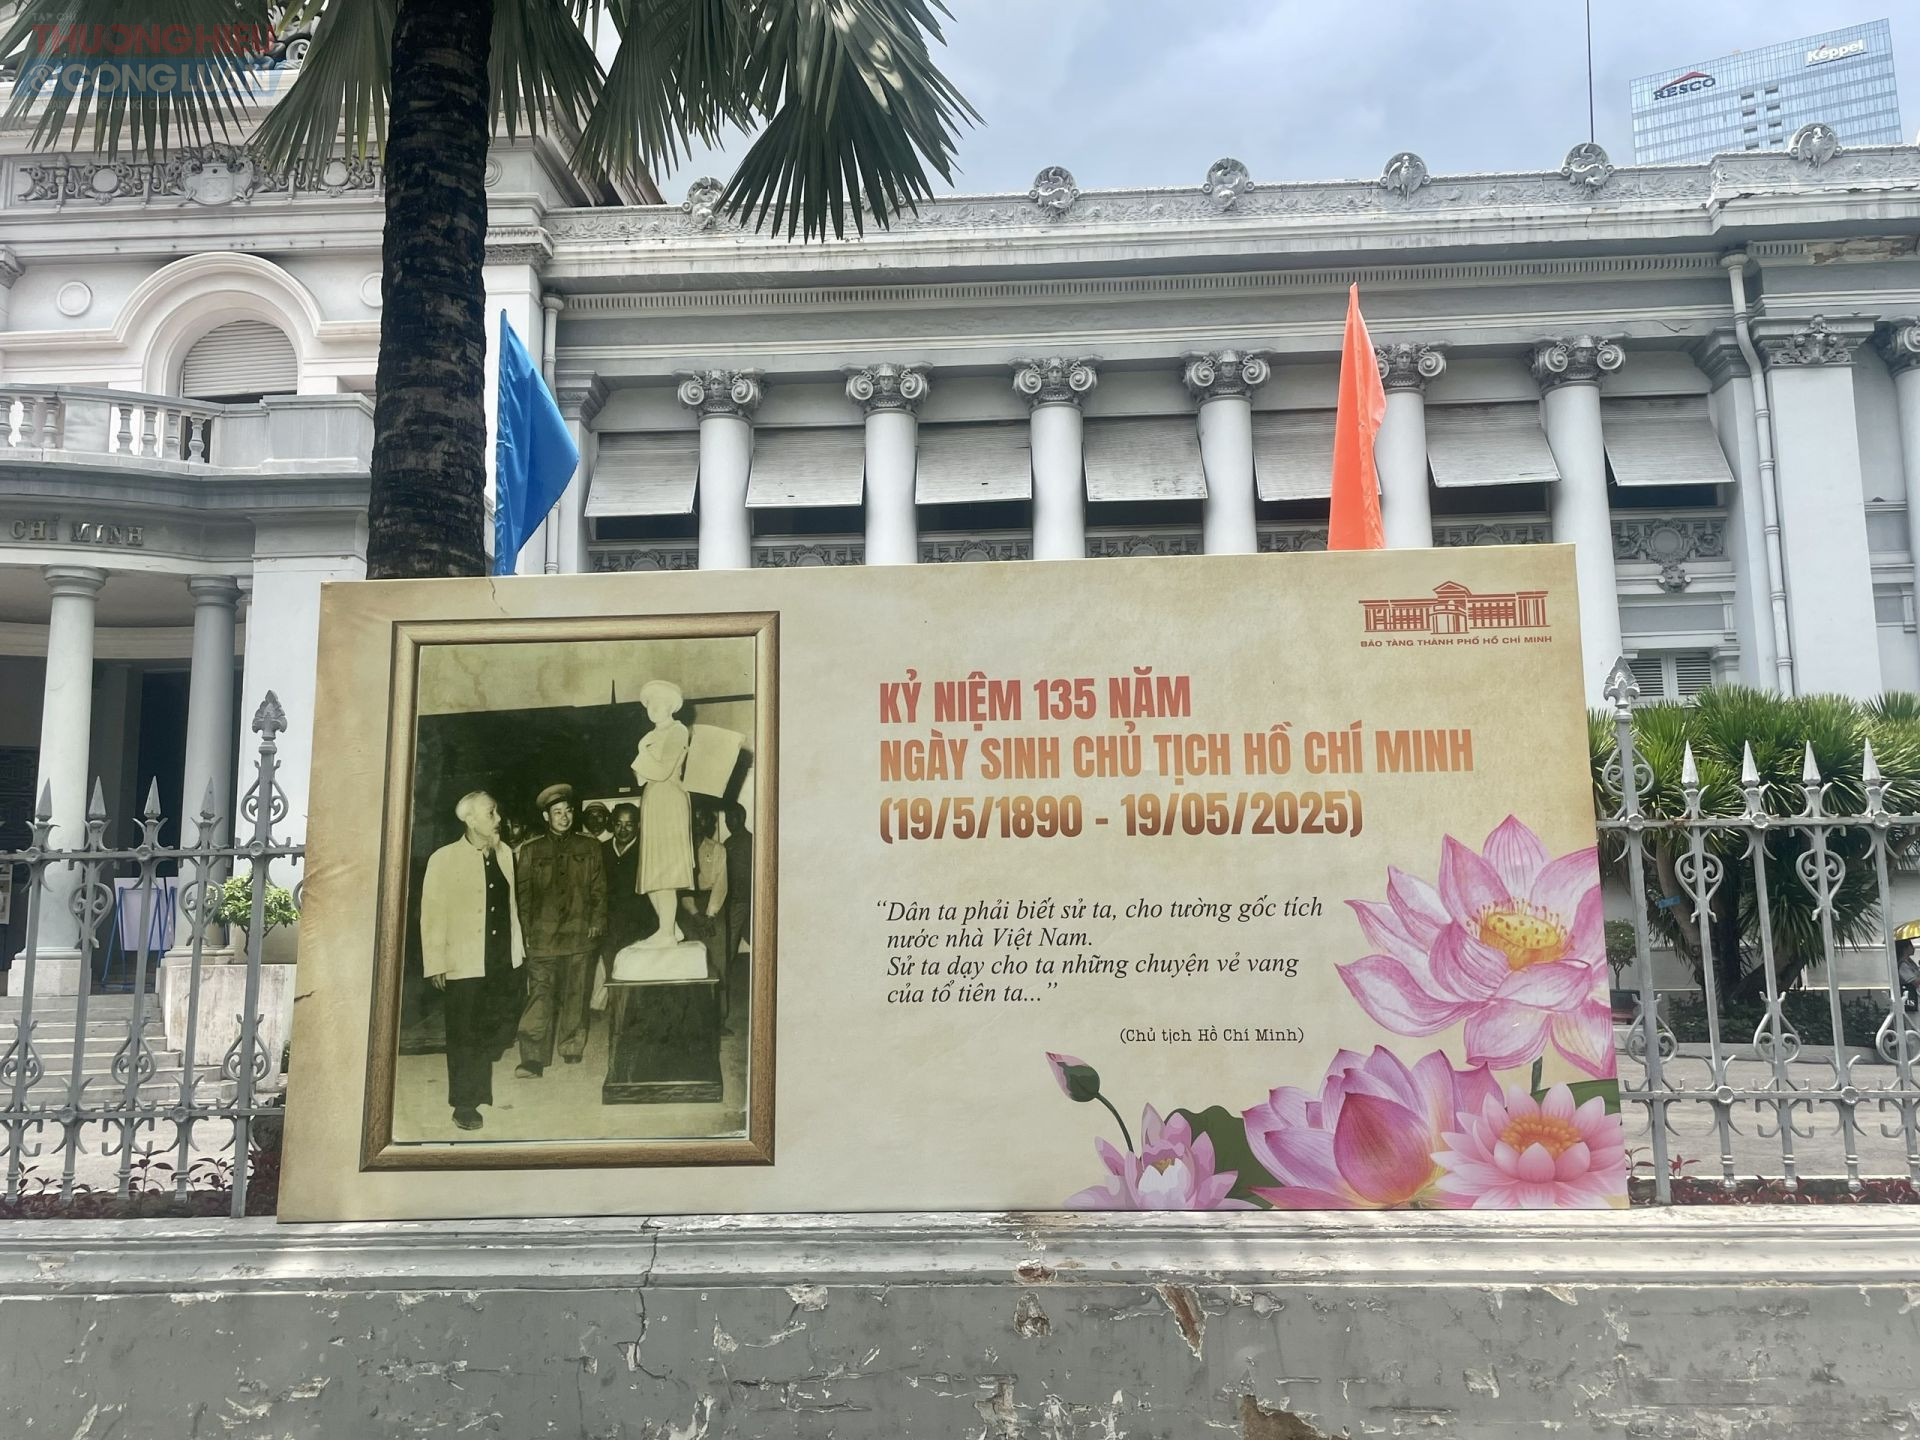 TẠP CHÍ
THƯƠNG HIỆU
& CÔNG LUẬN
RESCO
Keppel
CHÍ MINH
BẢO TÀNG THÀNH PHỐ HỒ CHÍ MINH
KỶ NIỆM 135 NĂM
NGÀY SINH CHỦ TỊCH HỒ CHÍ MINH
(19/5/1890 - 19/05/2025)
“Dân ta phải biết sử ta, cho tường gốc tích
nước nhà Việt Nam.
Sử ta dạy cho ta những chuyện vẻ vang
của tổ tiên ta...”
(Chủ tịch Hồ Chí Minh)